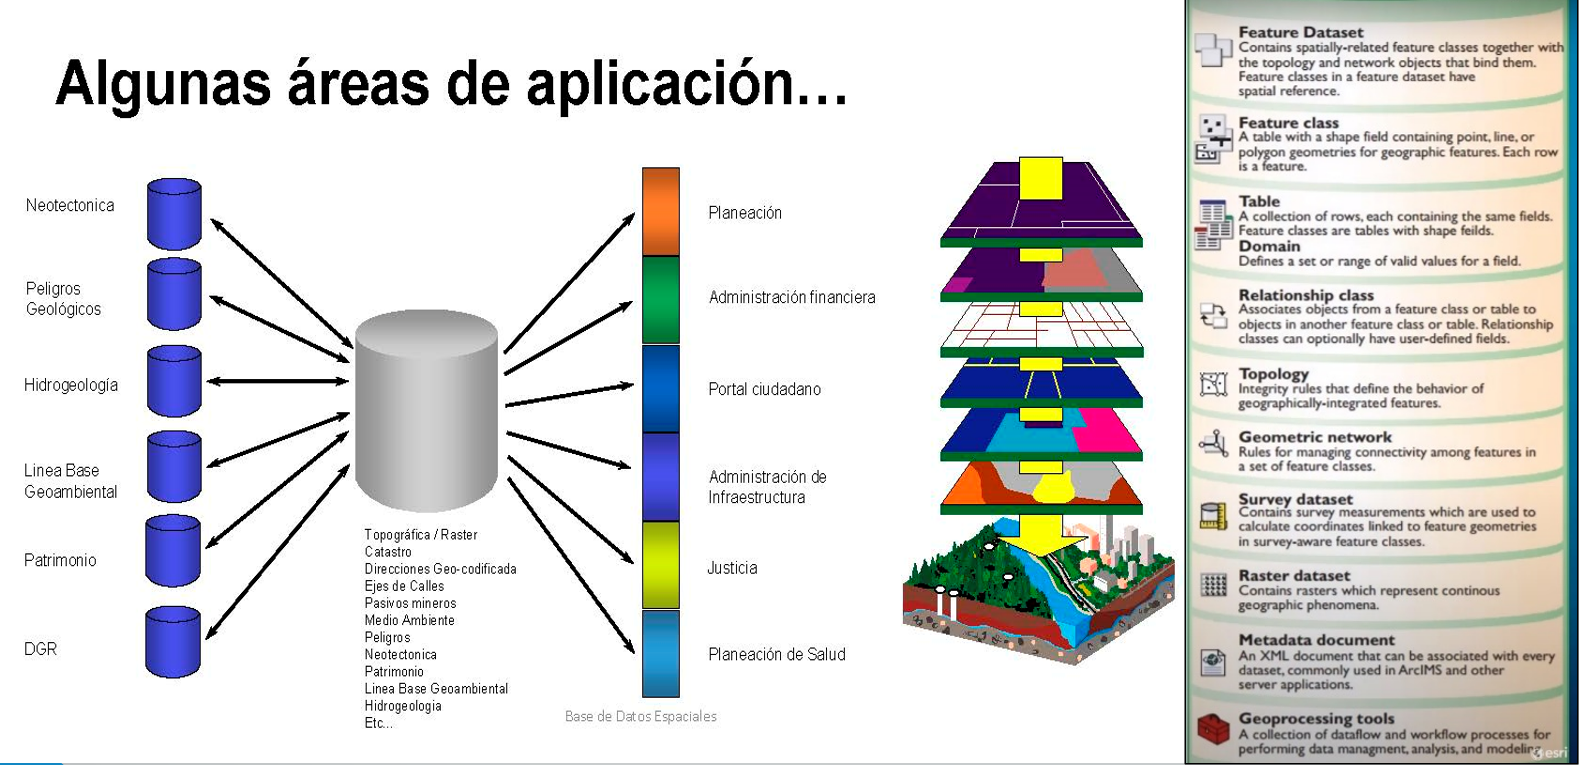 Algunas áreas de aplicación...
Neotectonica
Peligros
Geológicos
Hidrogeología
Linea Base
Geoambiental
Patrimonio
DGR
Topográfica / Raster
Catastro
Direcciones Geo-codificada
Ejes de Calles
Pasivos mineros
Medio Ambiente
Peligros
Neotectonica
Patrimonio
Linea Base Geoambiental
Hidrogeologia
Etc...
Planeación
Administración financiera
Portal ciudadano
Administración de
Infraestructura
Justicia
Planeación de Salud
Base de Datos Espaciales
Feature Dataset
Contains spatially-related feature classes together with
the topology and network objects that bind them.
Feature classes in a feature dataset have
spatial reference.
Feature class
A table with a shape field containing point, line, or
polygon geometries for geographic features. Each row
is a feature.
Table
A collection of rows, each containing the same fields.
Feature classes are tables with shape feilds.
Domain
Defines a set or range of valid values for a field.
Relationship class
Associates objects from a feature class or table to
objects in another feature class or table. Relationship
classes can optionally have user-defined fields.
Topology
Integrity rules that define the behavior of
geographically-integrated features.
Geometric network
Rules for managing connectivity among features in
a set of feature classes.
Survey dataset
Contains survey measurements which are used to
calculate coordinates linked to feature geometries
in survey-aware feature classes.
Raster dataset
Contains rasters which represent continous
geographic phenomena.
Metadata document
An XML document that can be associated with every
dataset, commonly used in ArcIMS and other
server applications.
Geoprocessing tools
A collection of dataflow and workflow processes for
performing data managment, analysis, and modeling.
esri